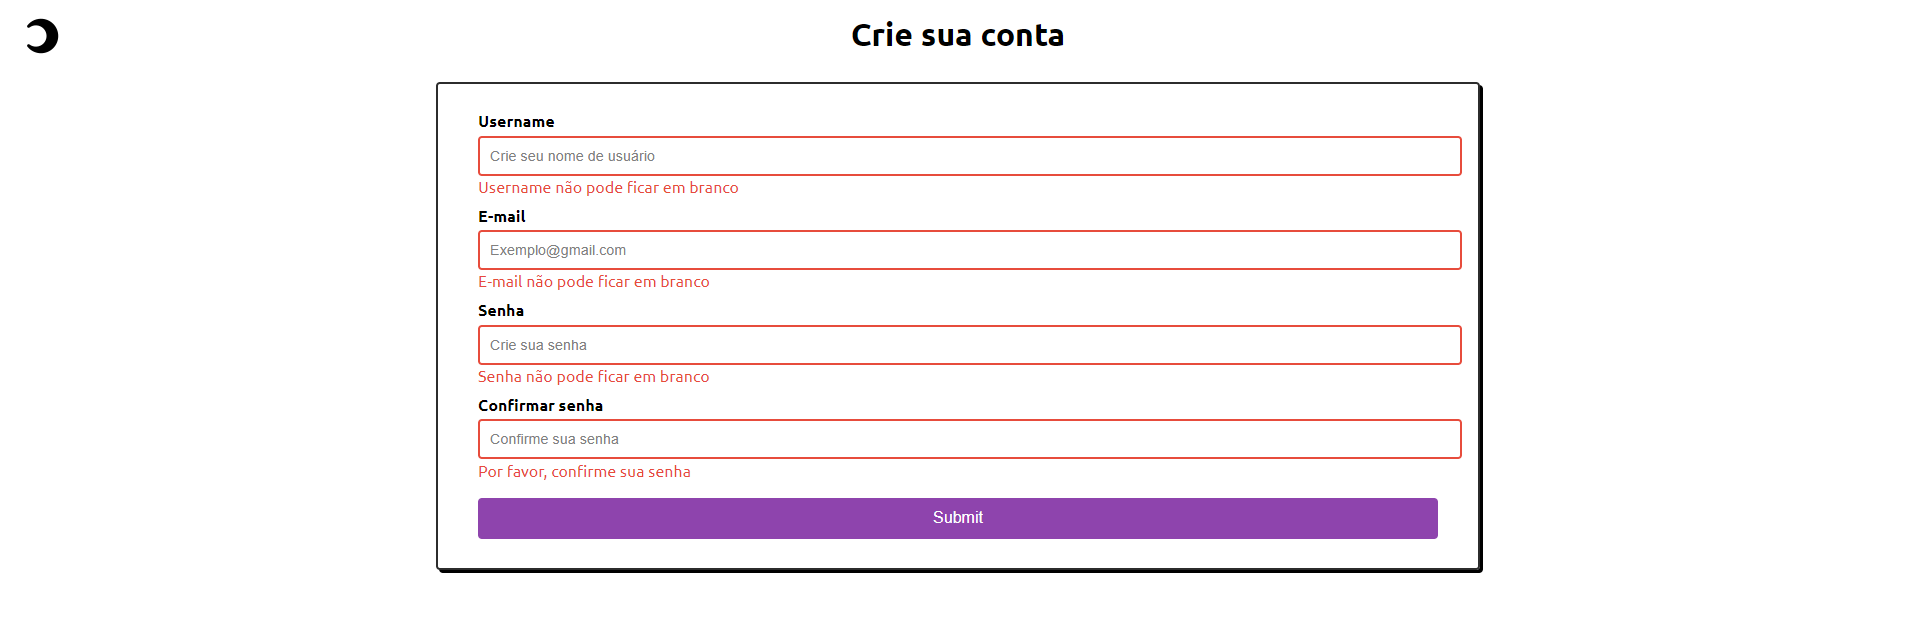 Crie sua conta
Username
Crie seu nome de usuário
Username não pode ficar em branco
E-mail
Exemplo@gmail.com
E-mail não pode ficar em branco
Senha
Crie sua senha
Senha não pode ficar em branco
Confirmar senha
Confirme sua senha
Por favor, confirme sua senha
Submit